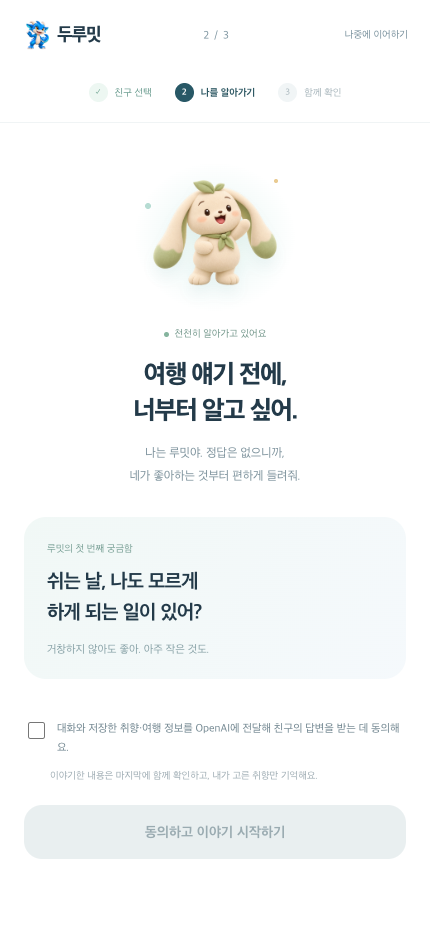 두루밋
2 / 3
나중에 이어하기
✓ 친구 선택
2 나를 알아가기
3 함께 확인
천천히 알아가고 있어요
여행 얘기 전에,
너부터 알고 싶어.
나는 루밋야. 정답은 없으니까,
네가 좋아하는 것부터 편하게 들려줘.
루밋의 첫 번째 궁금함
쉬는 날, 나도 모르게
하게 되는 일이 있어?
거창하지 않아도 좋아. 아주 작은 것도.
대화와 저장한 취향·여행 정보를 OpenAI에 전달해 친구의 답변을 받는 데 동의해
요.
이야기한 내용은 마지막에 함께 확인하고, 내가 고른 취향만 기억해요.
동의하고 이야기 시작하기